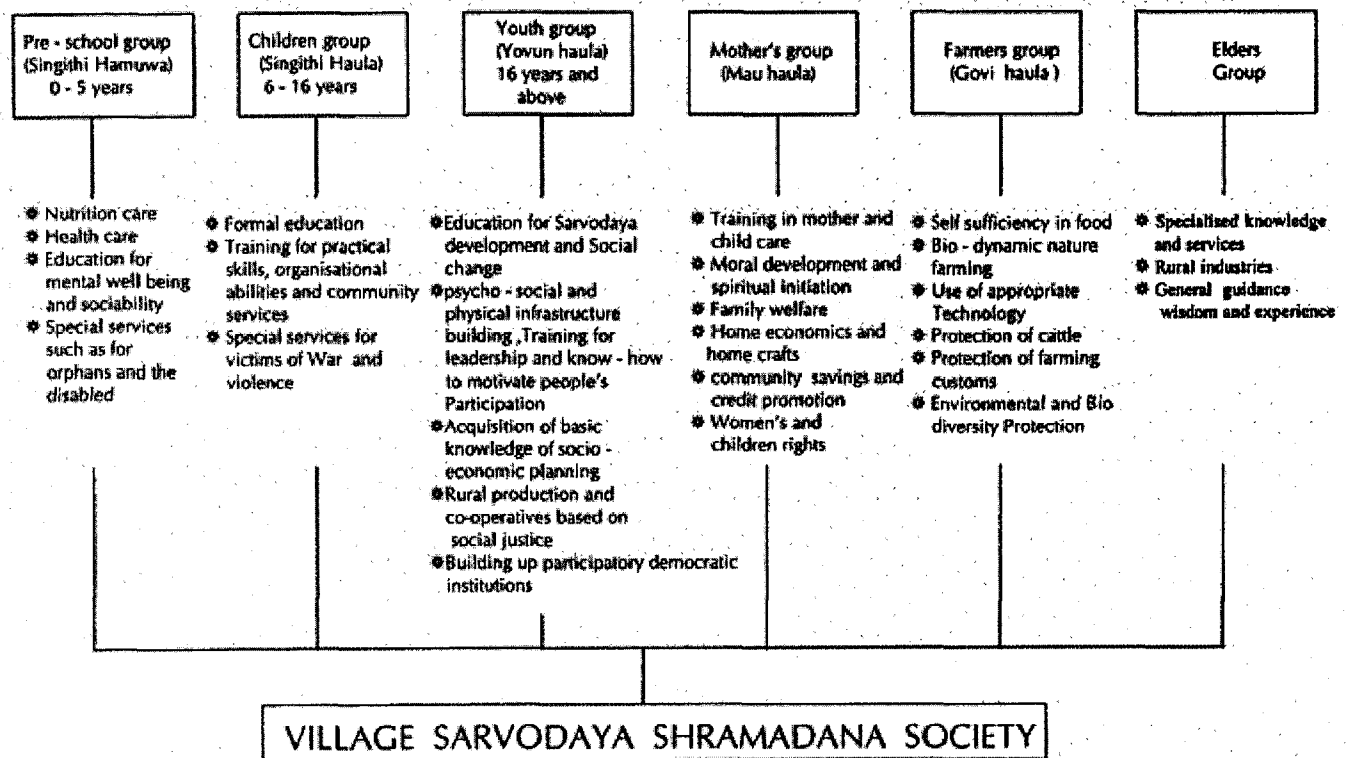 Pre - school group
(Singithi Hamuwa)
0 - 5 years
Children group
(Singithi Haula)
6 - 16 years
Youth group
(Yovun haula)
16 years and
above
Mother's group
(Mau haula)
Farmers group
(Govi haula)
Elders
Group
Nutrition care
Health care
Education for
mental well being
and sociability
Special services
such as for
orphans and the
disabled
Formal education
Training for practical
skills, organisational
abilities and community
services
Special services for
victims of War and
violence
Education for Sarvodaya
development and Social
change
psycho - social and
physical infrastructure
building ,Training for
leadership and know - how
to motivate people's
Participation
Acquisition of basic
knowledge of socio -
economic planning
Rural production and
co-operatives based on
social justice
Building up participatory democratic
institutions
Training in mother and
child care
Moral development and
spiritual initiation
Family welfare
Home economics and
home crafts
community savings and
credit promotion
Women's and
children rights
Self sufficiency in food
Bio - dynamic nature
farming
Use of appropriate
Technology
Protection of cattle
Protection of farming
customs
Environmental and Bio
diversity Protection
Specialised knowledge
and services
Rural industries
General guidance
wisdom and experience
VILLAGE SARVODAYA SHRAMADANA SOCIETY